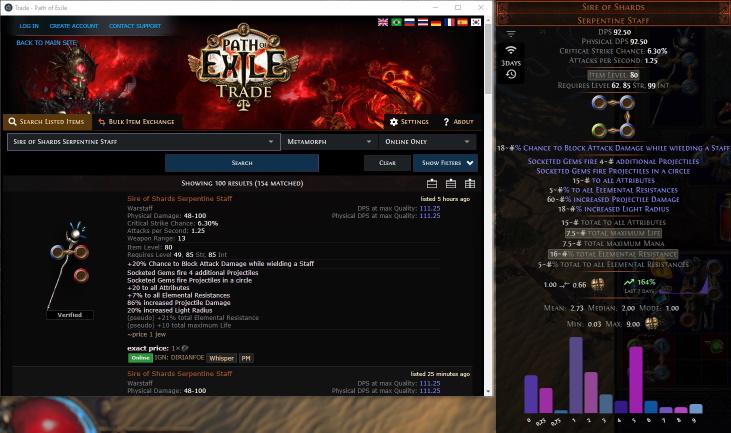 Trade - Path of Exile
LOG IN CREATE ACCOUNT CONTACT SUPPORT
BACK TO MAIN SITE
PATH OF EXILE
TRADE
Search Listed Items Bulk Item Exchange Settings ? About
Sire of Shards Serpentine Staff Metamorph Online Only
Search Clear Show Filters
Showing 100 results (154 matched)
Sire of Shards Serpentine Staff listed 5 hours ago
Warstaff DPS at max Quality: 111.25
Physical Damage: 48-100 Physical DPS at max Quality: 111.25
Critical Strike Chance: 6.30%
Attacks per Second: 1.25
Weapon Range: 13
Item Level: 80
Requires Level 49, 85 Str, 85 Int
+20% Chance to Block Attack Damage while wielding a Staff
Socketed Gems fire 4 additional Projectiles
Socketed Gems fire Projectiles in a circle
+20 to all Attributes
+7% to all Elemental Resistances
86% increased Projectile Damage
20% increased Light Radius
(pseudo) +21% total Elemental Resistance
(pseudo) +10 total maximum Life
~price 1 jew
Verified
exact price: 1×
Online IGN: DIRIANFOE Whisper PM
Sire of Shards Serpentine Staff listed 25 minutes ago
Warstaff DPS at max Quality: 111.25
Physical Damage: 48-100 Physical DPS at max Quality: 111.25
Sire of Shards
Serpentine Staff
DPS 92.50
Physical DPS 92.50
Critical Strike Chance: 6.30%
Attacks per Second: 1.25
3days
Item Level: 80
Requires Level 62, 85 Str, 99 Int
18-#% Chance to Block Attack Damage while wielding a Staff
Socketed Gems fire 4-# additional Projectiles
Socketed Gems fire Projectiles in a circle
15-# to all Attributes
5-#% to all Elemental Resistances
60-#% increased Projectile Damage
18-#% increased Light Radius
15-# total to all Attributes
7.5-# total maximum Life
7.5-# total maximum Mana
16-#% total Elemental Resistance
5-#% total to all Elemental Resistances
1.00 0.66 164%
Last 7 days
Mean: 2.73 Median: 2.00 Mode: 1.00
Min: 0.03 Max: 9.00
0 0.25 0.75 1 2 3 4 5 6 7 8 9